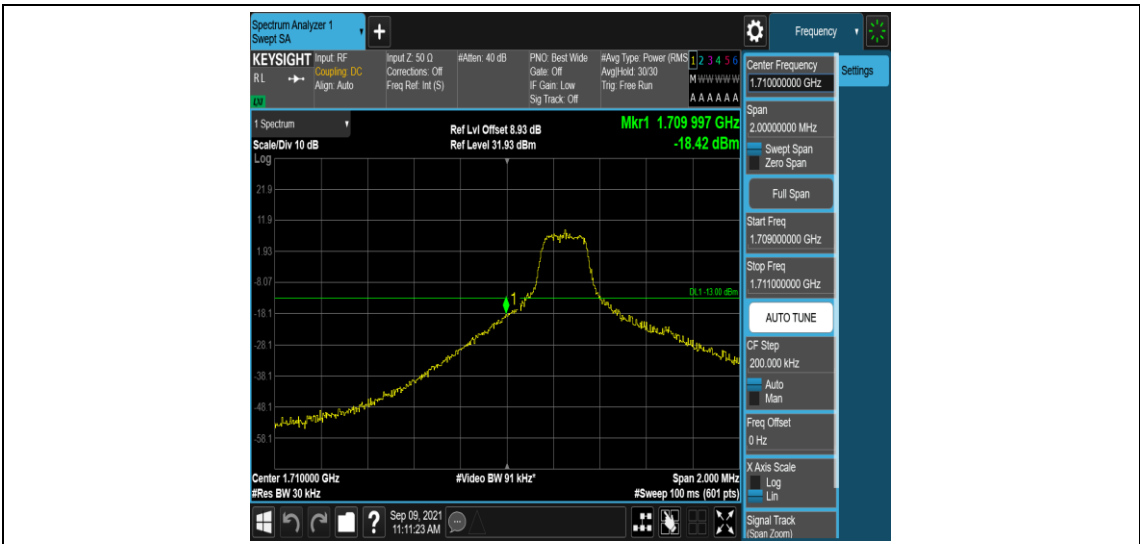 Spectrum Analyzer 1
Swept SA
Frequency
KEYSIGHT
RL
Input: RF
Coupling: DC
Align: Auto
Input Z: 50 Ω
Corrections: Off
Freq Ref: Int (S)
#Atten: 40 dB
PNO: Best Wide
Gate: Off
IF Gain: Low
Sig Track: Off
#Avg Type: Power (RMS
Avg|Hold: 30/30
Trig: Free Run
1 2 3 4 5 6
M W W W W W
A A A A A A
1 Spectrum
Scale/Div 10 dB
Ref Lvl Offset 8.93 dB
Ref Level 31.93 dBm
Mkr1 1.709 997 GHz
-18.42 dBm
Log
21.9
11.9
1.93
-8.07
-18.1
-28.1
-38.1
-48.1
-58.1
1
DL1 -13.00 dBm
Center 1.710000 GHz
#Res BW 30 kHz
#Video BW 91 kHz*
Span 2.000 MHz
#Sweep 100 ms (601 pts)
Sep 09, 2021
11:11:23 AM
Center Frequency
1.710000000 GHz
Settings
Span
2.00000000 MHz
Swept Span
Zero Span
Full Span
Start Freq
1.709000000 GHz
Stop Freq
1.711000000 GHz
AUTO TUNE
CF Step
200.000 kHz
Auto
Man
Freq Offset
0 Hz
X Axis Scale
Log
Lin
Signal Track
(Span Zoom)